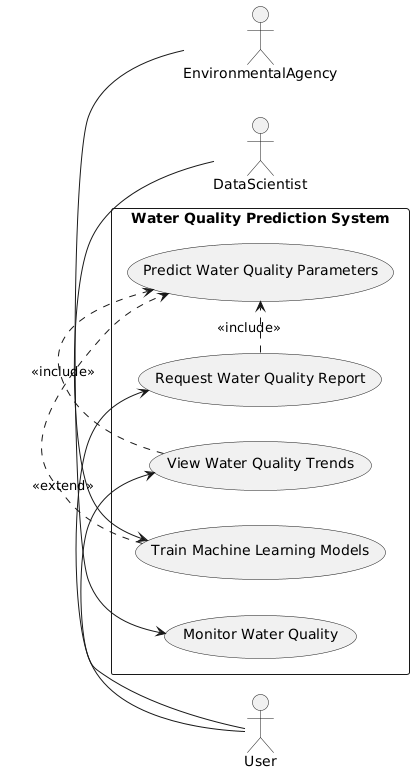 EnvironmentalAgency
DataScientist
Water Quality Prediction System
Predict Water Quality Parameters
«include»
Request Water Quality Report
«include»
View Water Quality Trends
«extend»
Train Machine Learning Models
Monitor Water Quality
User